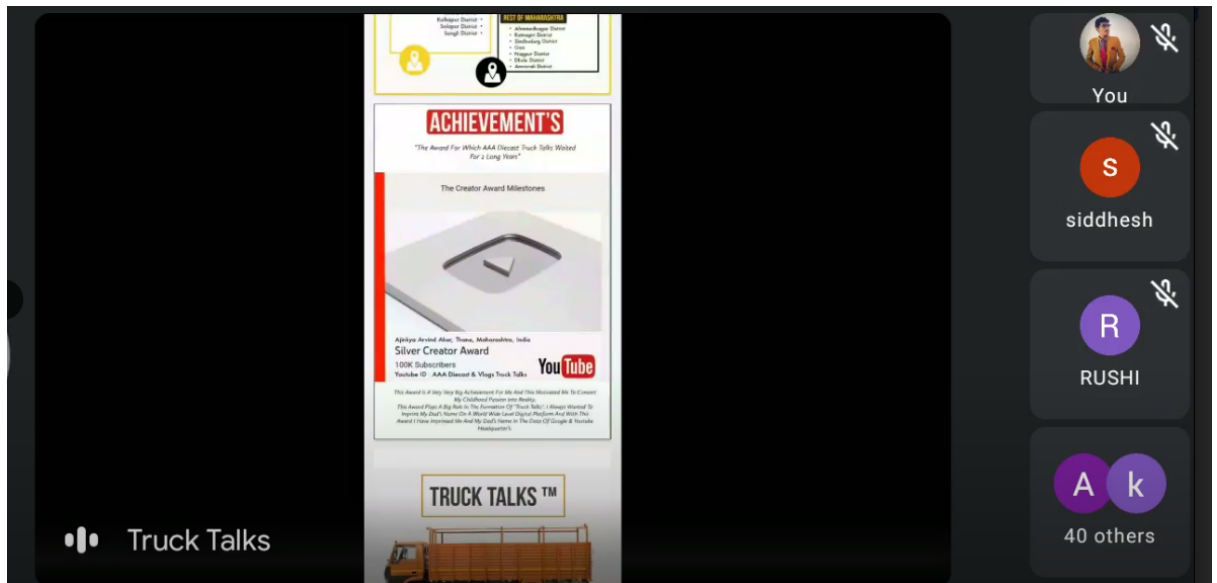 Kolhapur District •
Solapur District •
Sangli District •
REST OF MAHARASHTRA
• Ahmednagar District
• Ratnagiri District
• Sindhudurg District
• Goa
• Nagpur District
• Dhule District
• Amravati District
ACHIEVEMENT'S
"The Award For Which AAA Diecast Truck Talks Waited
For 2 Long Years"
The Creator Award Milestones
Ajinkya Arvind Aher, Thane, Maharashtra, India
Silver Creator Award
100K Subscribers
Youtube ID : AAA Diecast & Vlogs Truck Talks
YouTube
This Award Is A Very Very Big Achievement For Me And This Motivated Me To Convert
My Childhood Passion into Reality.
This Award Plays A Big Role In The Formation Of "Truck Talks". I Always Wanted To
Imprint My Dad's Name On A World Wide Level Digital Platform And With This
Award I Have Imprinted Me And My Dad's Name In The Data Of Google & Youtube
Headquarter's.
TRUCK TALKS ™
Truck Talks
You
S
siddhesh
R
RUSHI
A k
40 others